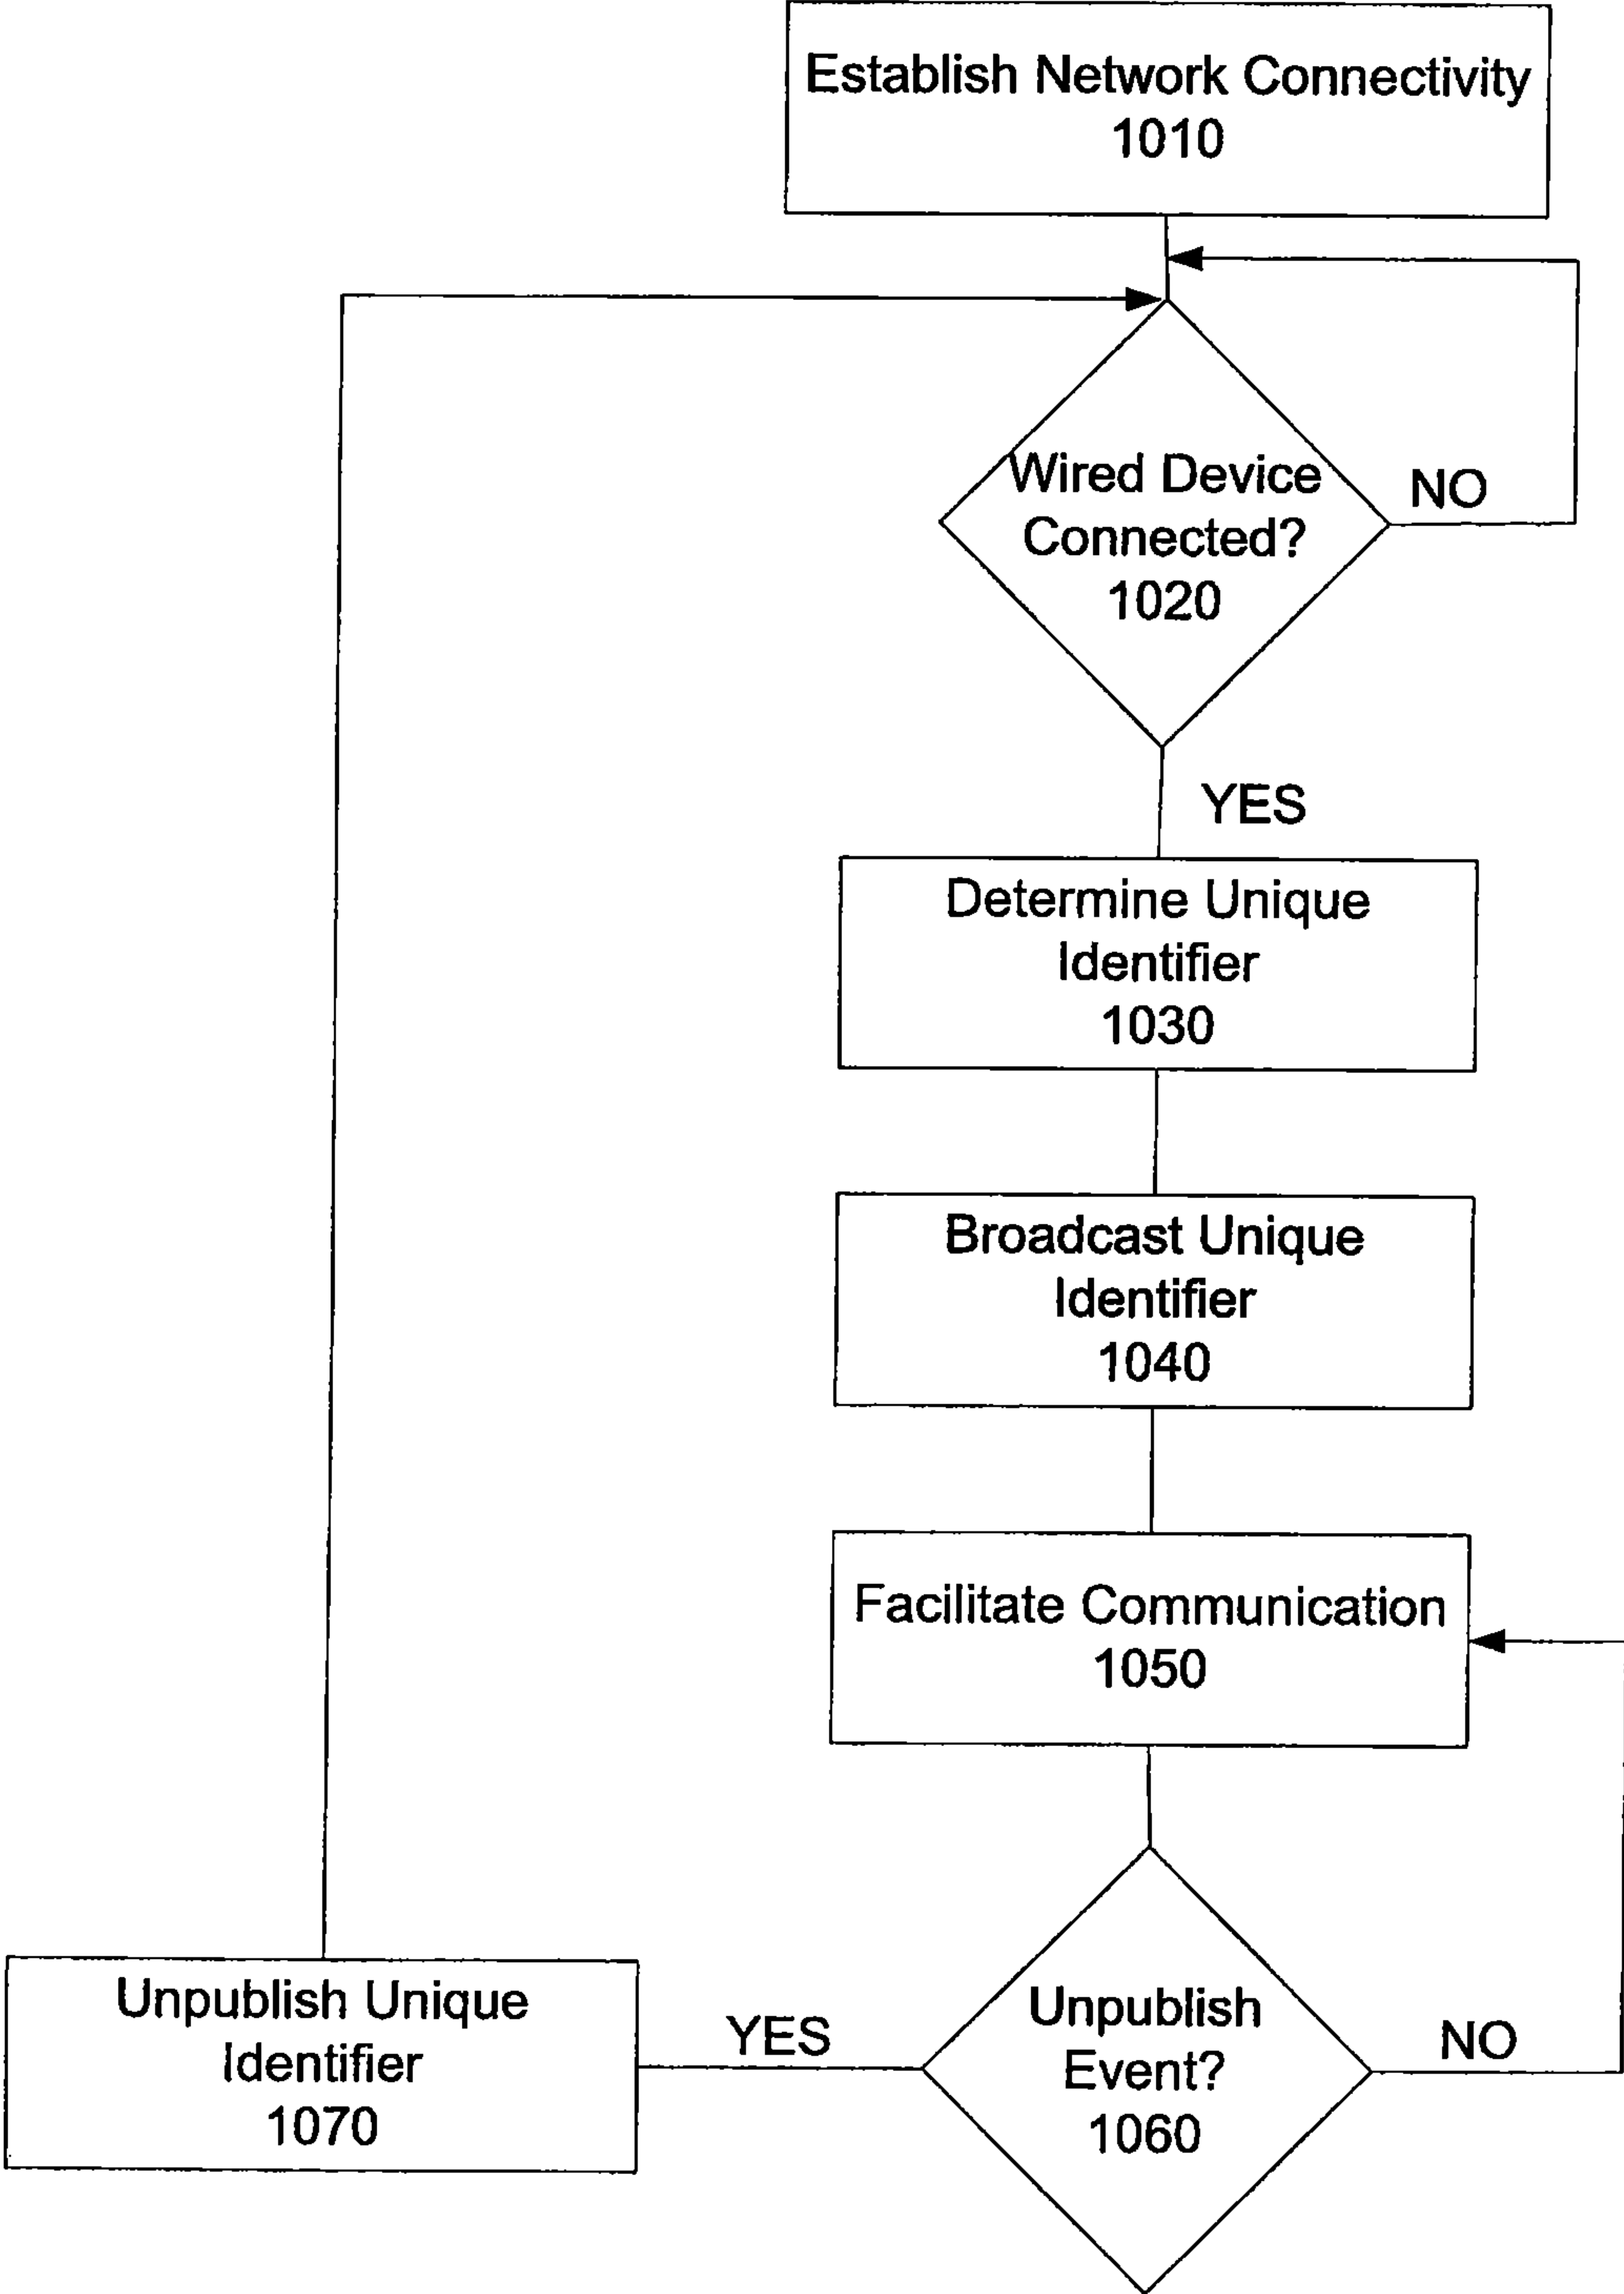 Establish Network Connectivity
1010
Wired Device
Connected?
1020
NO
YES
Determine Unique
Identifier
1030
Broadcast Unique
Identifier
1040
Facilitate Communication
1050
Unpublish
Event?
1060
NO
YES
Unpublish Unique
Identifier
1070